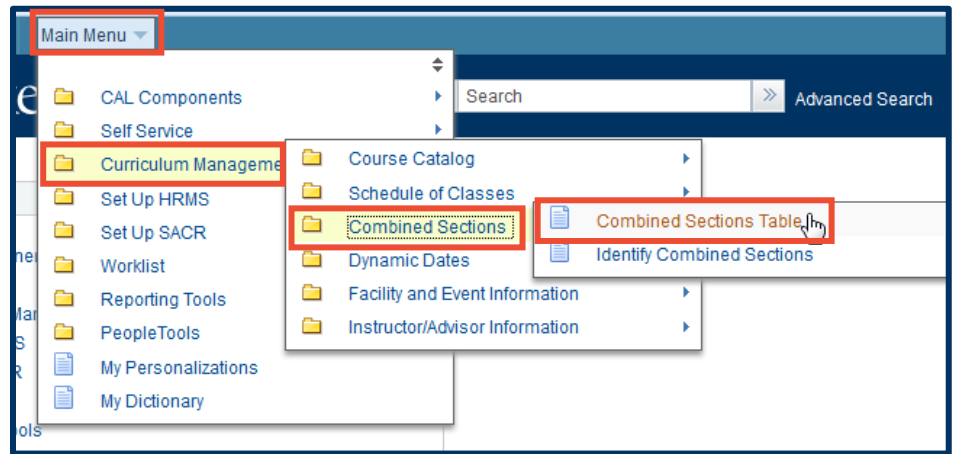 Main Menu
CAL Components
Search
Advanced Search
Self Service
Curriculum Manageme
Course Catalog
Set Up HRMS
Schedule of Classes
Set Up SACR
Combined Sections
Combined Sections Table
Worklist
Dynamic Dates
Identify Combined Sections
Reporting Tools
Facility and Event Information
PeopleTools
Instructor/Advisor Information
My Personalizations
My Dictionary
ools